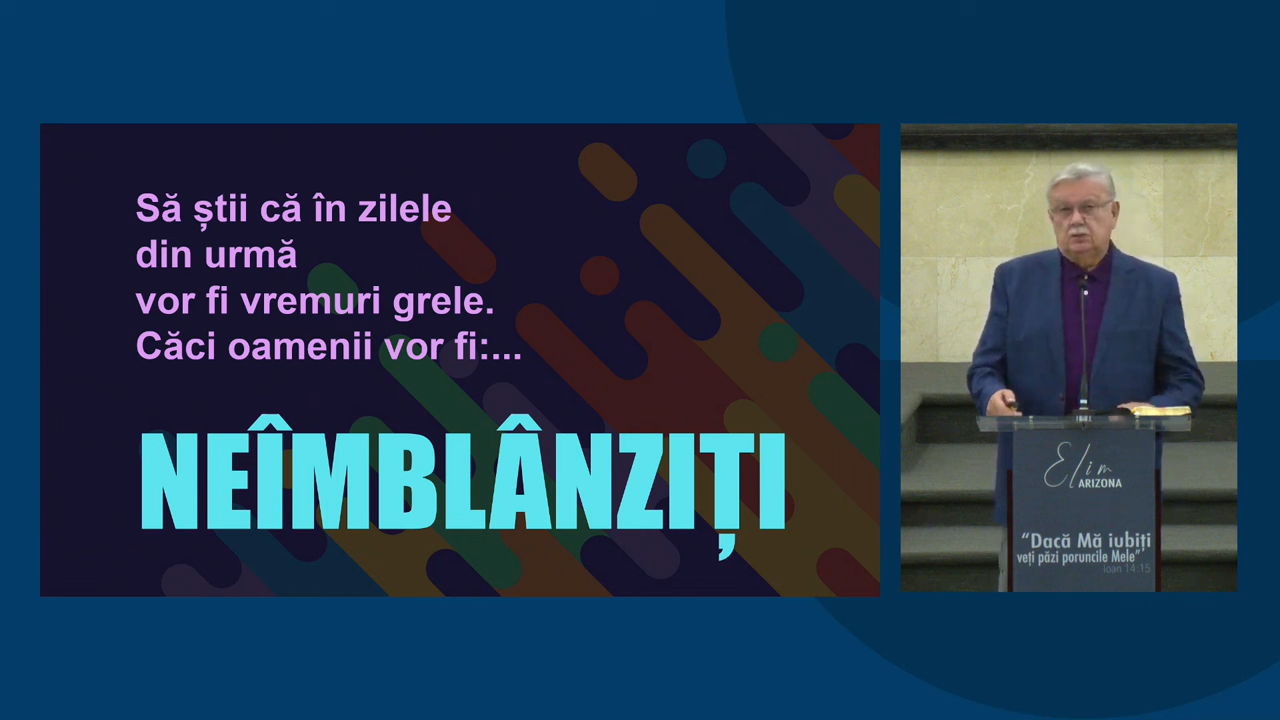 Să știi că în zilele
din urmă
vor fi vremuri grele.
Căci oamenii vor fi:...
NEÎMBLÂNZIȚI
Elim
ARIZONA
“Dacă Mă iubiți
veți păzi poruncile Mele”
Ioan 14:15